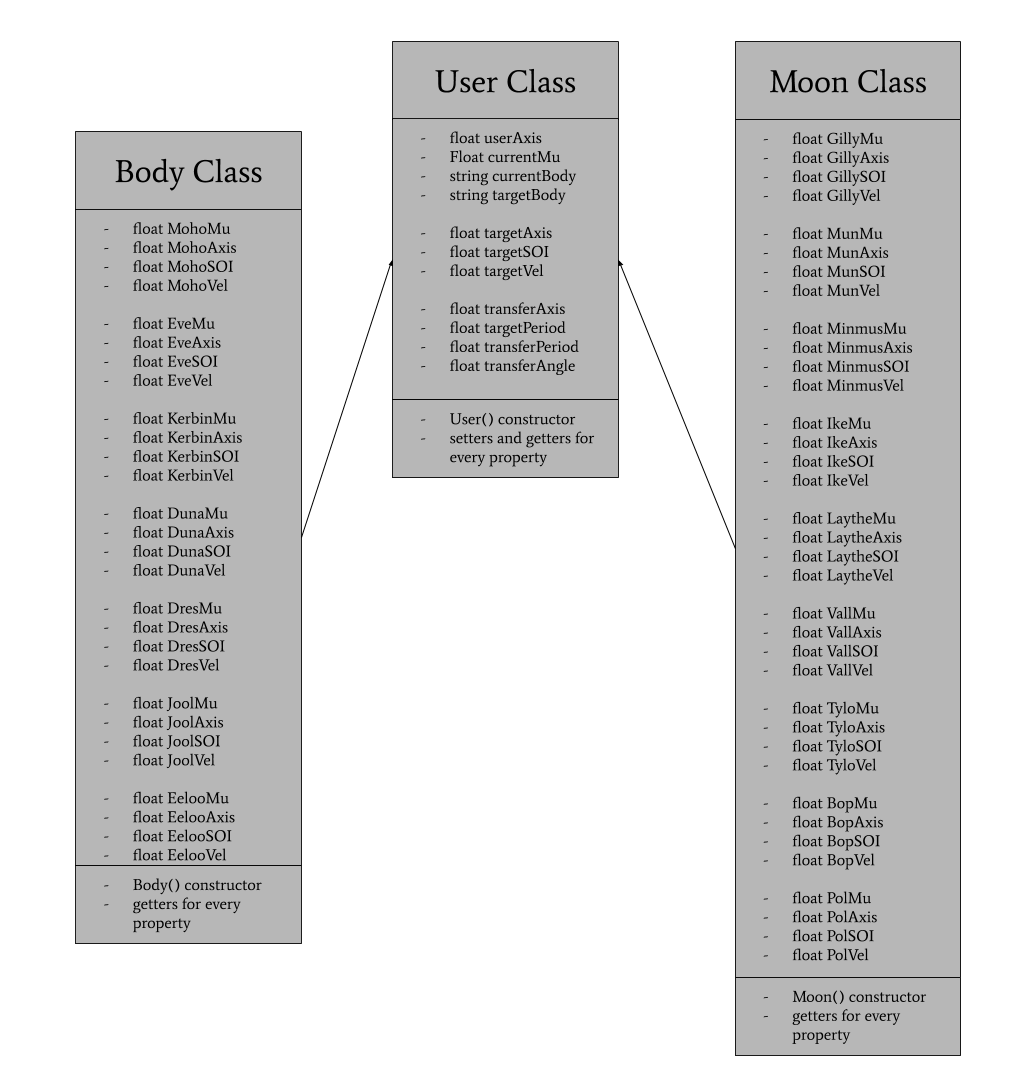 Body Class
- float MohoMu
- float MohoAxis
- float MohoSOI
- float MohoVel
- float EveMu
- float EveAxis
- float EveSOI
- float EveVel
- float KerbinMu
- float KerbinAxis
- float KerbinSOI
- float KerbinVel
- float DunaMu
- float DunaAxis
- float DunaSOI
- float DunaVel
- float DresMu
- float DresAxis
- float DresSOI
- float DresVel
- float JoolMu
- float JoolAxis
- float JoolSOI
- float JoolVel
- float EelooMu
- float EelooAxis
- float EelooSOI
- float EelooVel
- Body() constructor
- getters for every
property
User Class
- float userAxis
- Float currentMu
- string currentBody
- string targetBody
- float targetAxis
- float targetSOI
- float targetVel
- float transferAxis
- float targetPeriod
- float transferPeriod
- float transferAngle
- User() constructor
- setters and getters for
every property
Moon Class
- float GillyMu
- float GillyAxis
- float GillySOI
- float GillyVel
- float MunMu
- float MunAxis
- float MunSOI
- float MunVel
- float MinmusMu
- float MinmusAxis
- float MinmusSOI
- float MinmusVel
- float IkeMu
- float IkeAxis
- float IkeSOI
- float IkeVel
- float LaytheMu
- float LaytheAxis
- float LaytheSOI
- float LaytheVel
- float VallMu
- float VallAxis
- float VallSOI
- float VallVel
- float TyloMu
- float TyloAxis
- float TyloSOI
- float TyloVel
- float BopMu
- float BopAxis
- float BopSOI
- float BopVel
- float PolMu
- float PolAxis
- float PolSOI
- float PolVel
- Moon() constructor
- getters for every
property